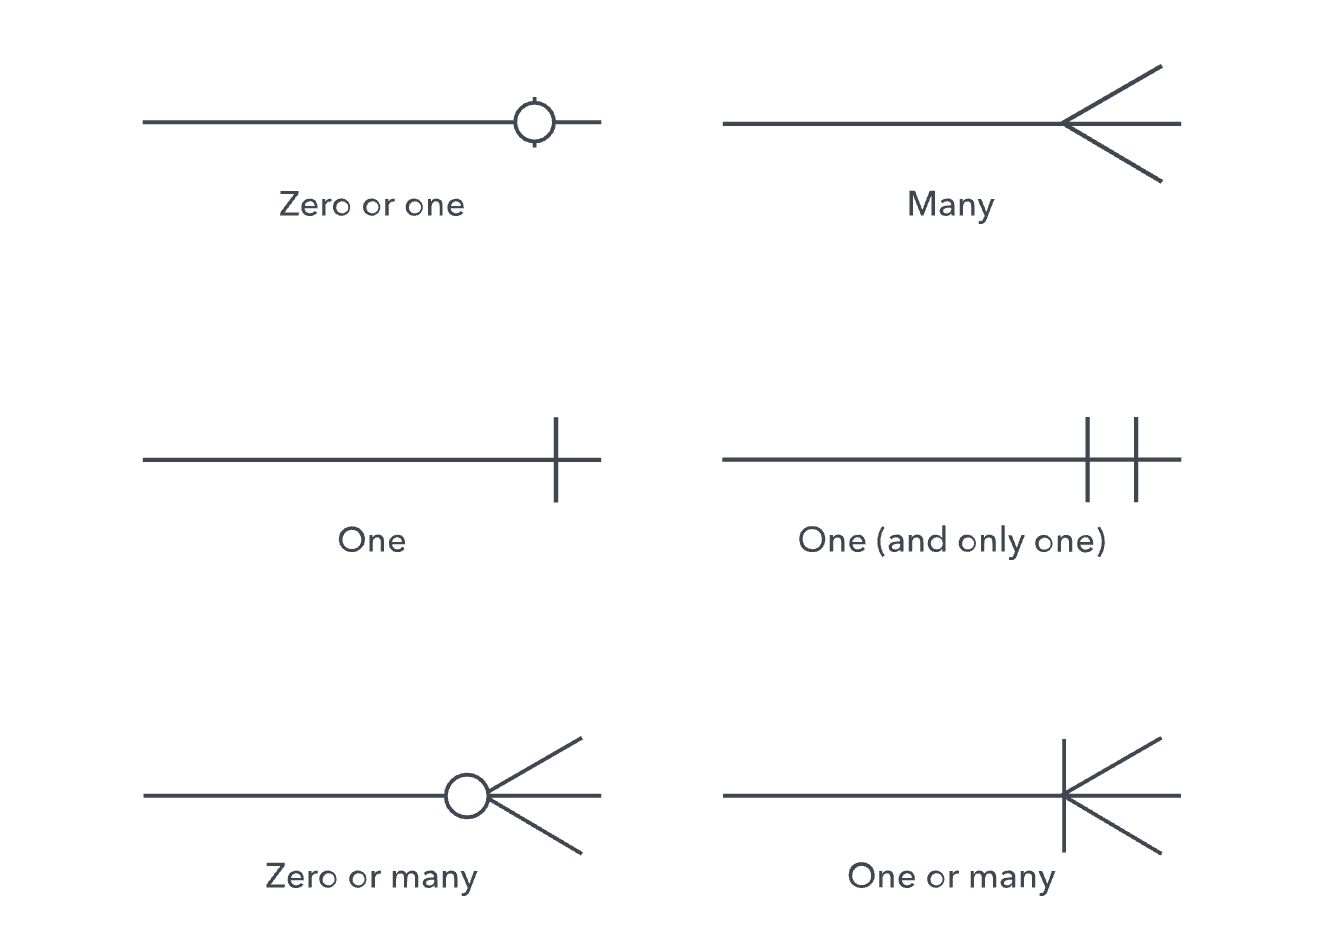 Zero or one
Many
One
One (and only one)
Zero or many
One or many